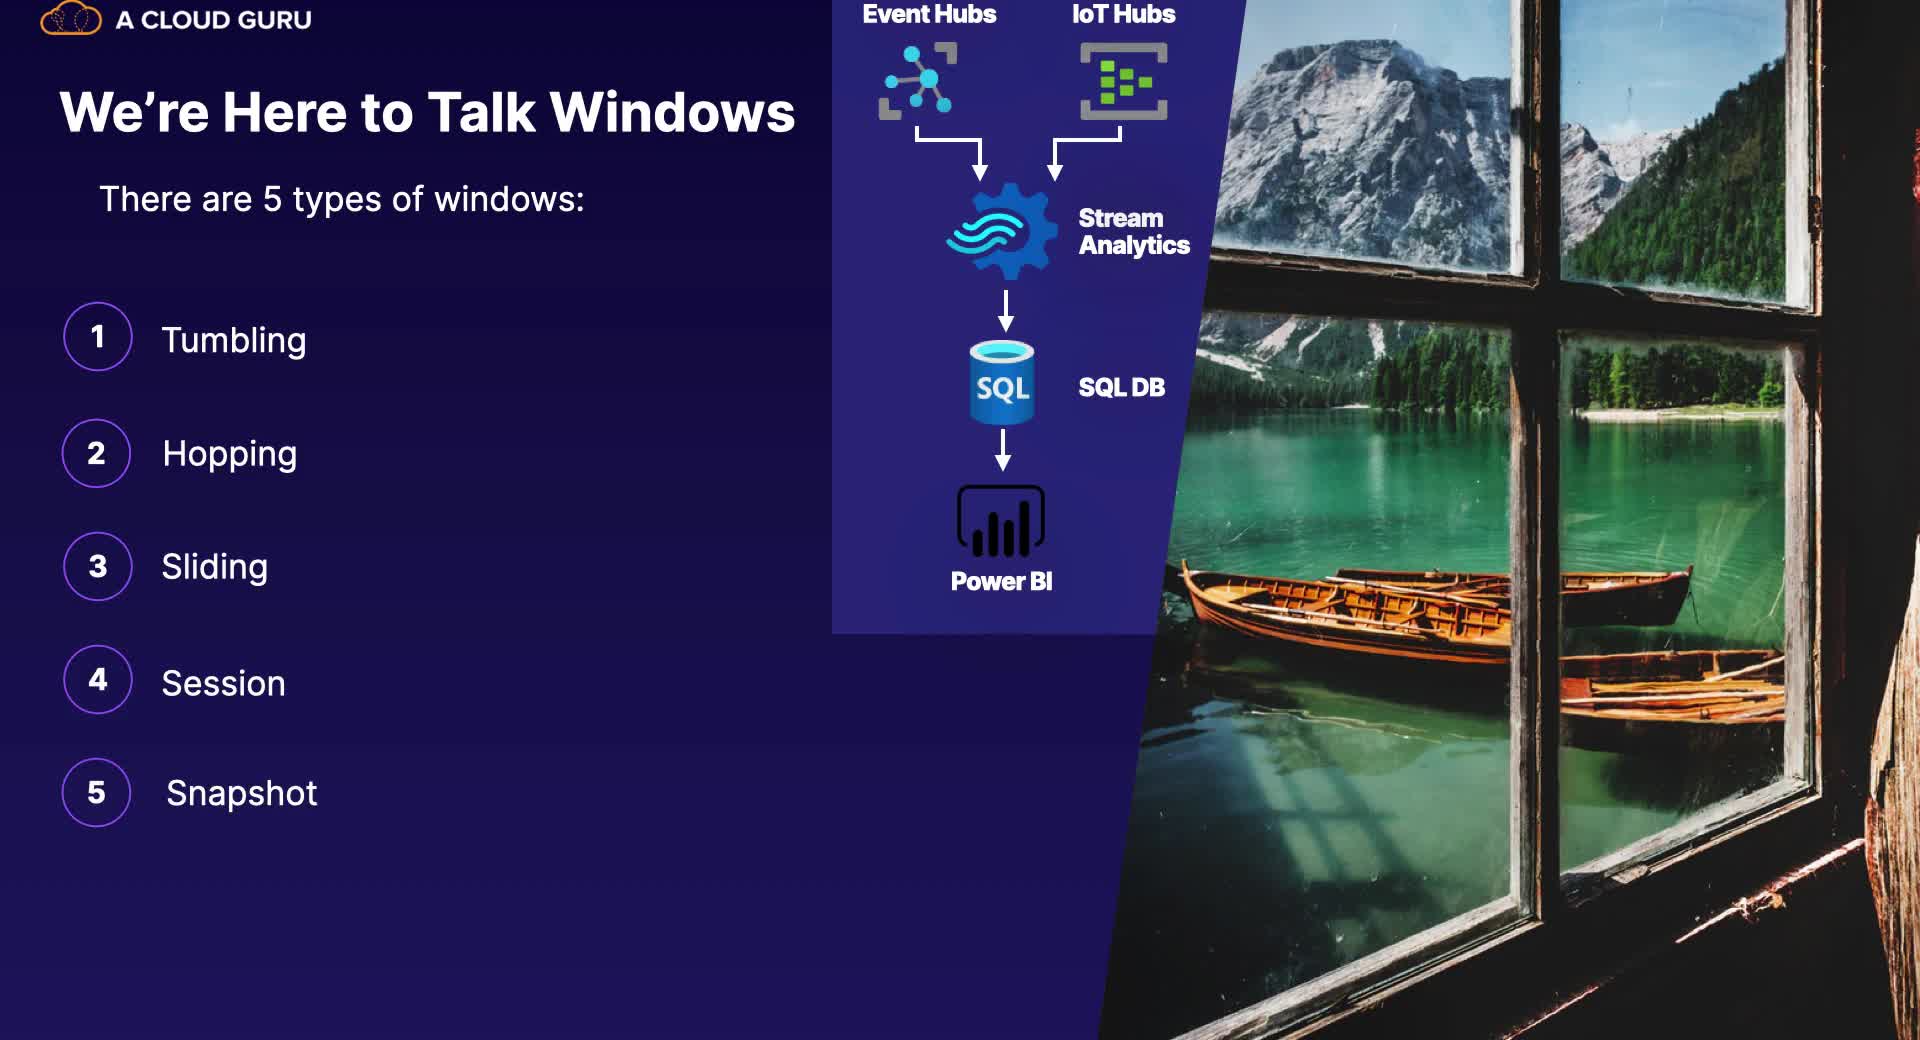 A CLOUD GURU
We’re Here to Talk Windows
There are 5 types of windows:
1 Tumbling
2 Hopping
3 Sliding
4 Session
5 Snapshot
Event Hubs
IoT Hubs
Stream
Analytics
SQL
SQL DB
Power BI